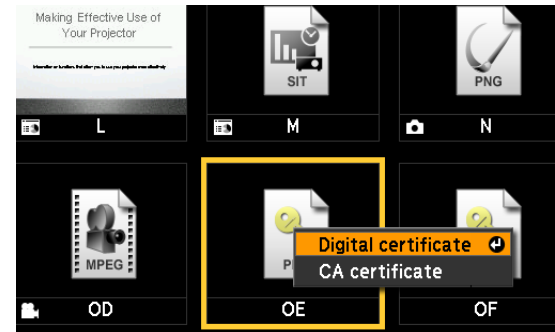 Making Effective Use of
Your Projector
SIT
PNG
L
M
N
MPEG
Digital certificate
CA certificate
OD
OE
OF